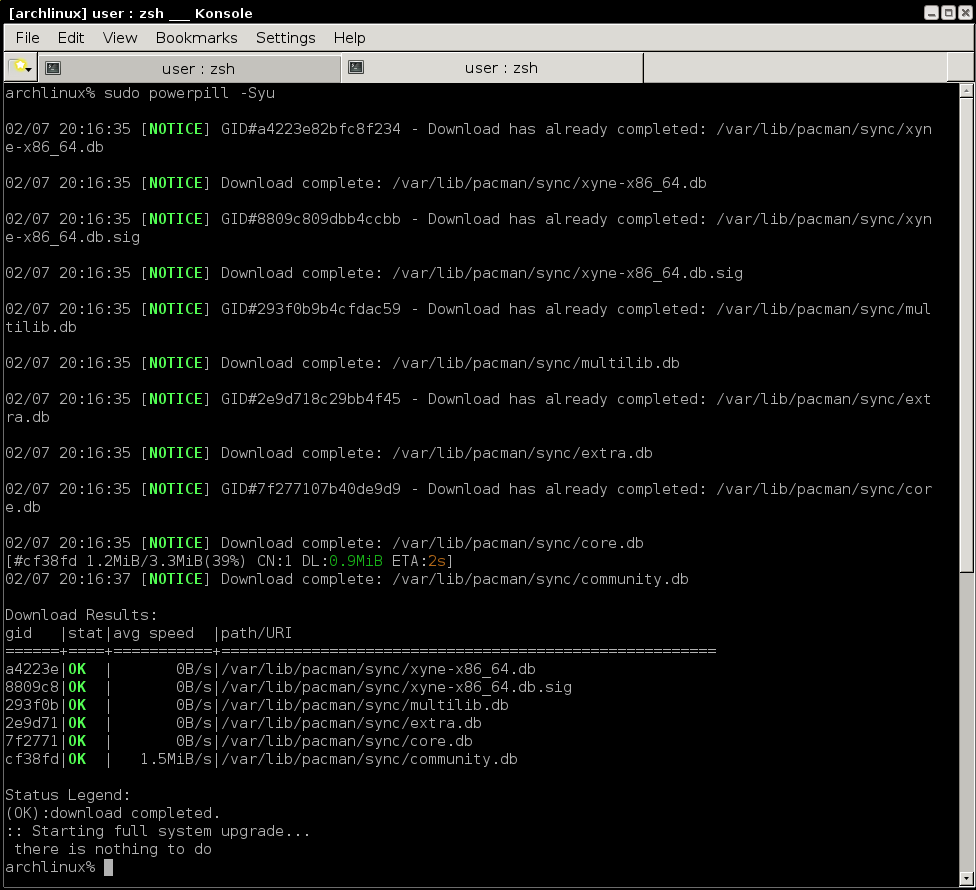 [archlinux] user : zsh ___ Konsole
File Edit View Bookmarks Settings Help
user : zsh user : zsh
archlinux% sudo powerpill -Syu
02/07 20:16:35 [NOTICE] GID#a4223e82bfc8f234 - Download has already completed: /var/lib/pacman/sync/xyn
e-x86_64.db
02/07 20:16:35 [NOTICE] Download complete: /var/lib/pacman/sync/xyne-x86_64.db
02/07 20:16:35 [NOTICE] GID#8809c809dbb4ccbb - Download has already completed: /var/lib/pacman/sync/xyn
e-x86_64.db.sig
02/07 20:16:35 [NOTICE] Download complete: /var/lib/pacman/sync/xyne-x86_64.db.sig
02/07 20:16:35 [NOTICE] GID#293f0b9b4cfdac59 - Download has already completed: /var/lib/pacman/sync/mul
tilib.db
02/07 20:16:35 [NOTICE] Download complete: /var/lib/pacman/sync/multilib.db
02/07 20:16:35 [NOTICE] GID#2e9d718c29bb4f45 - Download has already completed: /var/lib/pacman/sync/ext
ra.db
02/07 20:16:35 [NOTICE] Download complete: /var/lib/pacman/sync/extra.db
02/07 20:16:35 [NOTICE] GID#7f277107b40de9d9 - Download has already completed: /var/lib/pacman/sync/cor
e.db
02/07 20:16:35 [NOTICE] Download complete: /var/lib/pacman/sync/core.db
[#cf38fd 1.2MiB/3.3MiB(39%) CN:1 DL:0.9MiB ETA:2s]
02/07 20:16:37 [NOTICE] Download complete: /var/lib/pacman/sync/community.db
Download Results:
gid   |stat|avg speed  |path/URI
======+====+===========+=======================================================
a4223e|OK  |       0B/s|/var/lib/pacman/sync/xyne-x86_64.db
8809c8|OK  |       0B/s|/var/lib/pacman/sync/xyne-x86_64.db.sig
293f0b|OK  |       0B/s|/var/lib/pacman/sync/multilib.db
2e9d71|OK  |       0B/s|/var/lib/pacman/sync/extra.db
7f2771|OK  |       0B/s|/var/lib/pacman/sync/core.db
cf38fd|OK  |   1.5MiB/s|/var/lib/pacman/sync/community.db
Status Legend:
(OK):download completed.
:: Starting full system upgrade...
 there is nothing to do
archlinux%